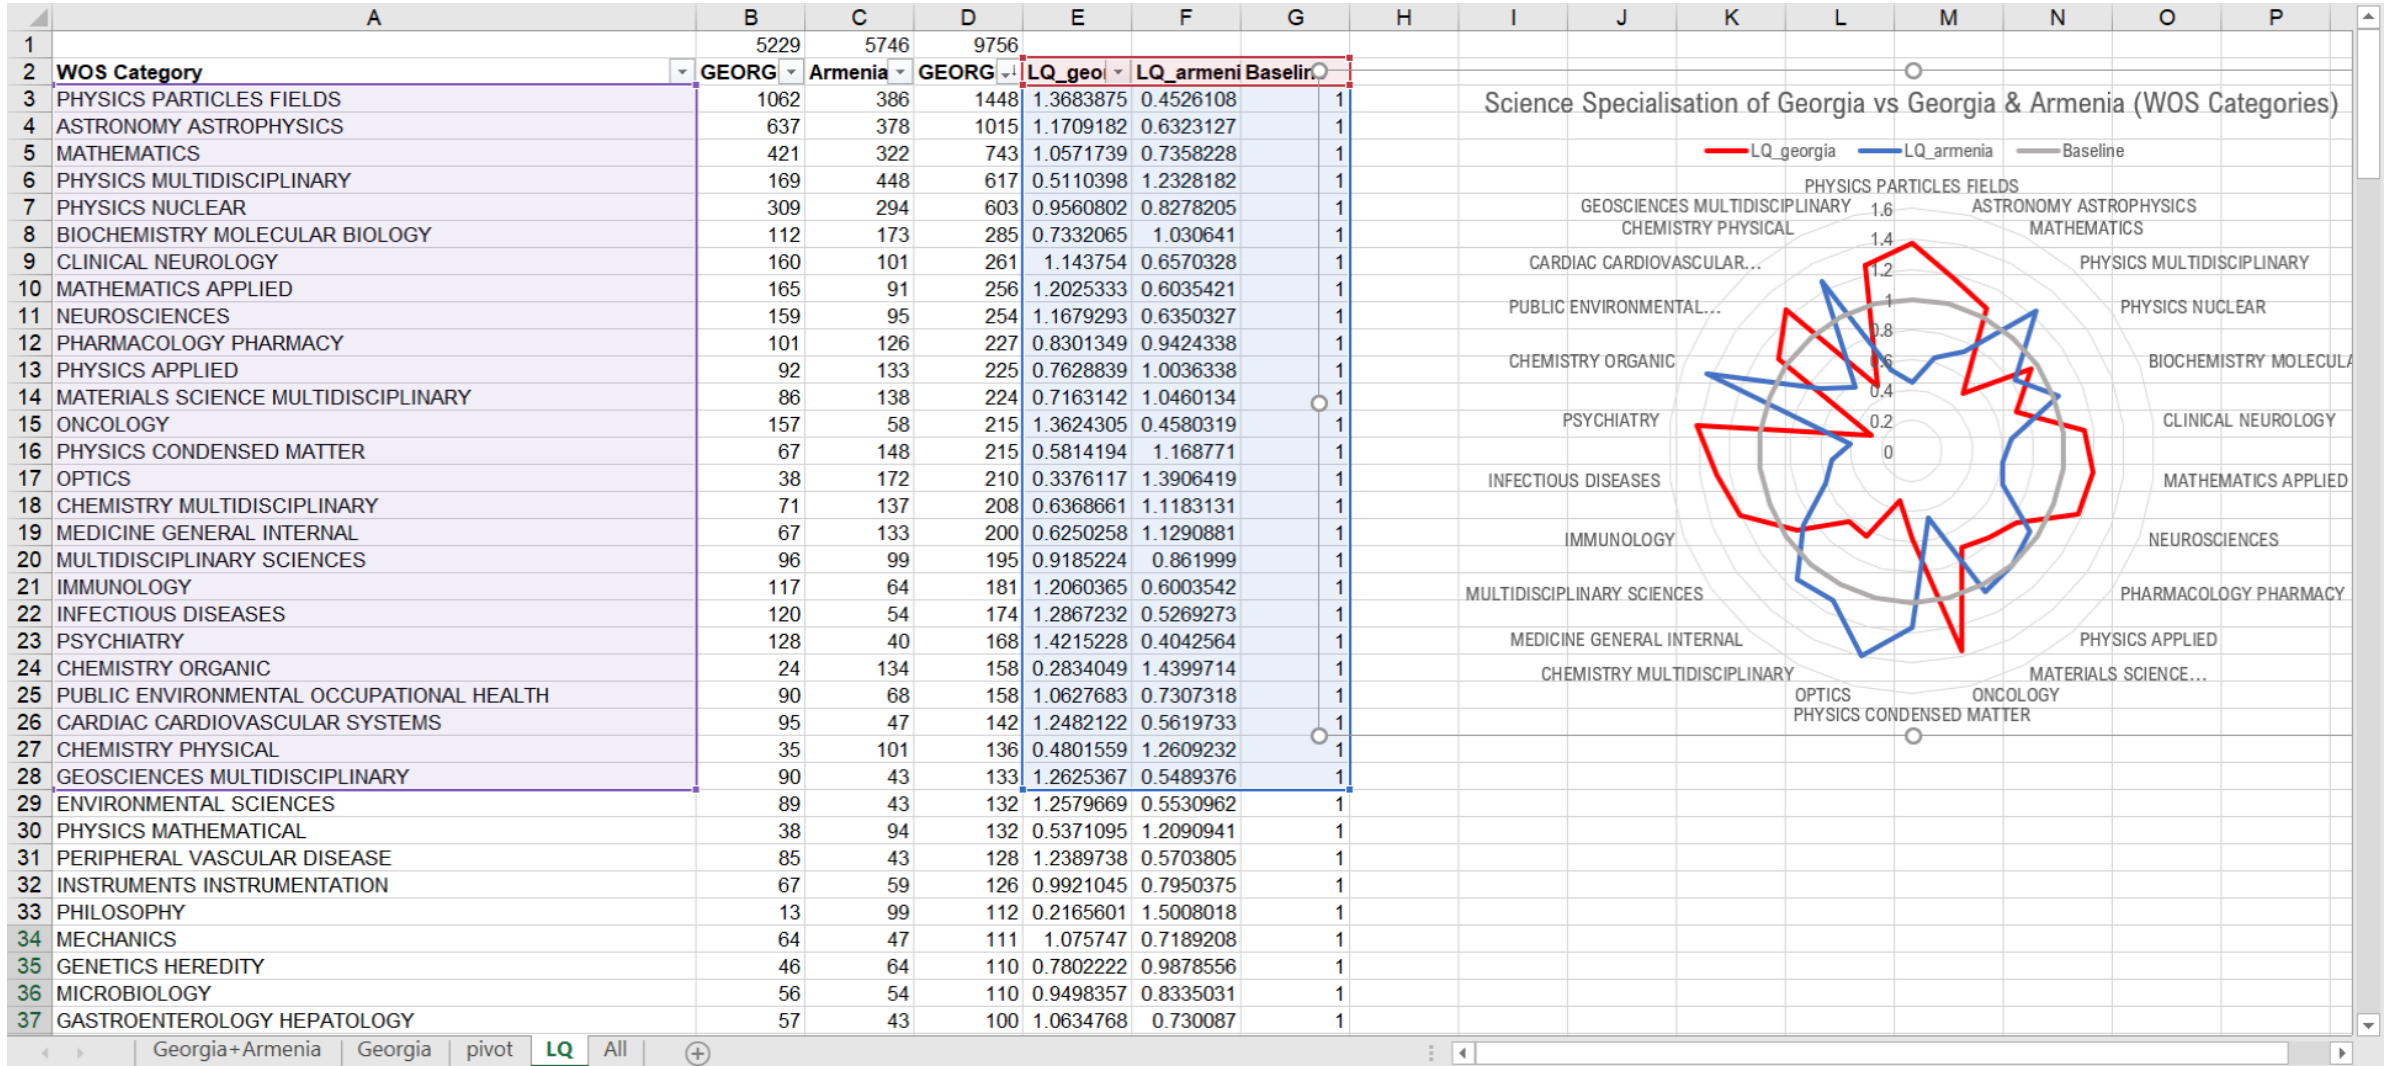 A B C D E F G H I J K L M N O P
1 5229 5746 9756
2 WOS Category GEORG Armenia GEORG LQ_geor LQ_armeni Baselin
3 PHYSICS PARTICLES FIELDS 1062 386 1448 1.3683875 0.4526108 1
4 ASTRONOMY ASTROPHYSICS 637 378 1015 1.1709182 0.6323127 1
5 MATHEMATICS 421 322 743 1.0571739 0.7358228 1
6 PHYSICS MULTIDISCIPLINARY 169 448 617 0.5110398 1.2328182 1
7 PHYSICS NUCLEAR 309 294 603 0.9560802 0.8278205 1
8 BIOCHEMISTRY MOLECULAR BIOLOGY 112 173 285 0.7332065 1.030641 1
9 CLINICAL NEUROLOGY 160 101 261 1.143754 0.6570328 1
10 MATHEMATICS APPLIED 165 91 256 1.2025333 0.6035421 1
11 NEUROSCIENCES 159 95 254 1.1679293 0.6350327 1
12 PHARMACOLOGY PHARMACY 101 126 227 0.8301349 0.9424338 1
13 PHYSICS APPLIED 92 133 225 0.7628839 1.0036338 1
14 MATERIALS SCIENCE MULTIDISCIPLINARY 86 138 224 0.7163142 1.0460134 1
15 ONCOLOGY 157 58 215 1.3624305 0.4580319 1
16 PHYSICS CONDENSED MATTER 67 148 215 0.5814194 1.168771 1
17 OPTICS 38 172 210 0.3376117 1.3906419 1
18 CHEMISTRY MULTIDISCIPLINARY 71 137 208 0.6368661 1.1183131 1
19 MEDICINE GENERAL INTERNAL 67 133 200 0.6250258 1.1290881 1
20 MULTIDISCIPLINARY SCIENCES 96 99 195 0.9185224 0.861999 1
21 IMMUNOLOGY 117 64 181 1.2060365 0.6003542 1
22 INFECTIOUS DISEASES 120 54 174 1.2867232 0.5269273 1
23 PSYCHIATRY 128 40 168 1.4215228 0.4042564 1
24 CHEMISTRY ORGANIC 24 134 158 0.2834049 1.4399714 1
25 PUBLIC ENVIRONMENTAL OCCUPATIONAL HEALTH 90 68 158 1.0627683 0.7307318 1
26 CARDIAC CARDIOVASCULAR SYSTEMS 95 47 142 1.2482122 0.5619733 1
27 CHEMISTRY PHYSICAL 35 101 136 0.4801559 1.2609232 1
28 GEOSCIENCES MULTIDISCIPLINARY 90 43 133 1.2625367 0.5489376 1
29 ENVIRONMENTAL SCIENCES 89 43 132 1.2579669 0.5530962 1
30 PHYSICS MATHEMATICAL 38 94 132 0.5371095 1.2090941 1
31 PERIPHERAL VASCULAR DISEASE 85 43 128 1.2389738 0.5703805 1
32 INSTRUMENTS INSTRUMENTATION 67 59 126 0.9921045 0.7950375 1
33 PHILOSOPHY 13 99 112 0.2165601 1.5008018 1
34 MECHANICS 64 47 111 1.075747 0.7189208 1
35 GENETICS HEREDITY 46 64 110 0.7802222 0.9878556 1
36 MICROBIOLOGY 56 54 110 0.9498357 0.8335031 1
37 GASTROENTEROLOGY HEPATOLOGY 57 43 100 1.0634768 0.730087 1
Science Specialisation of Georgia vs Georgia & Armenia (WOS Categories)
LQ_georgia LQ_armenia Baseline
PHYSICS PARTICLES FIELDS
GEOSCIENCES MULTIDISCIPLINARY 1.6 ASTRONOMY ASTROPHYSICS
CHEMISTRY PHYSICAL 1.4 MATHEMATICS
CARDIAC CARDIOVASCULAR... 1.2 PHYSICS MULTIDISCIPLINARY
PUBLIC ENVIRONMENTAL... 1 PHYSICS NUCLEAR
0.8
CHEMISTRY ORGANIC 0.6 BIOCHEMISTRY MOLECULA
0.4
PSYCHIATRY 0.2 CLINICAL NEUROLOGY
0
INFECTIOUS DISEASES MATHEMATICS APPLIED
IMMUNOLOGY NEUROSCIENCES
MULTIDISCIPLINARY SCIENCES PHARMACOLOGY PHARMACY
MEDICINE GENERAL INTERNAL PHYSICS APPLIED
CHEMISTRY MULTIDISCIPLINARY MATERIALS SCIENCE...
OPTICS ONCOLOGY
PHYSICS CONDENSED MATTER
Georgia+Armenia Georgia pivot LQ All